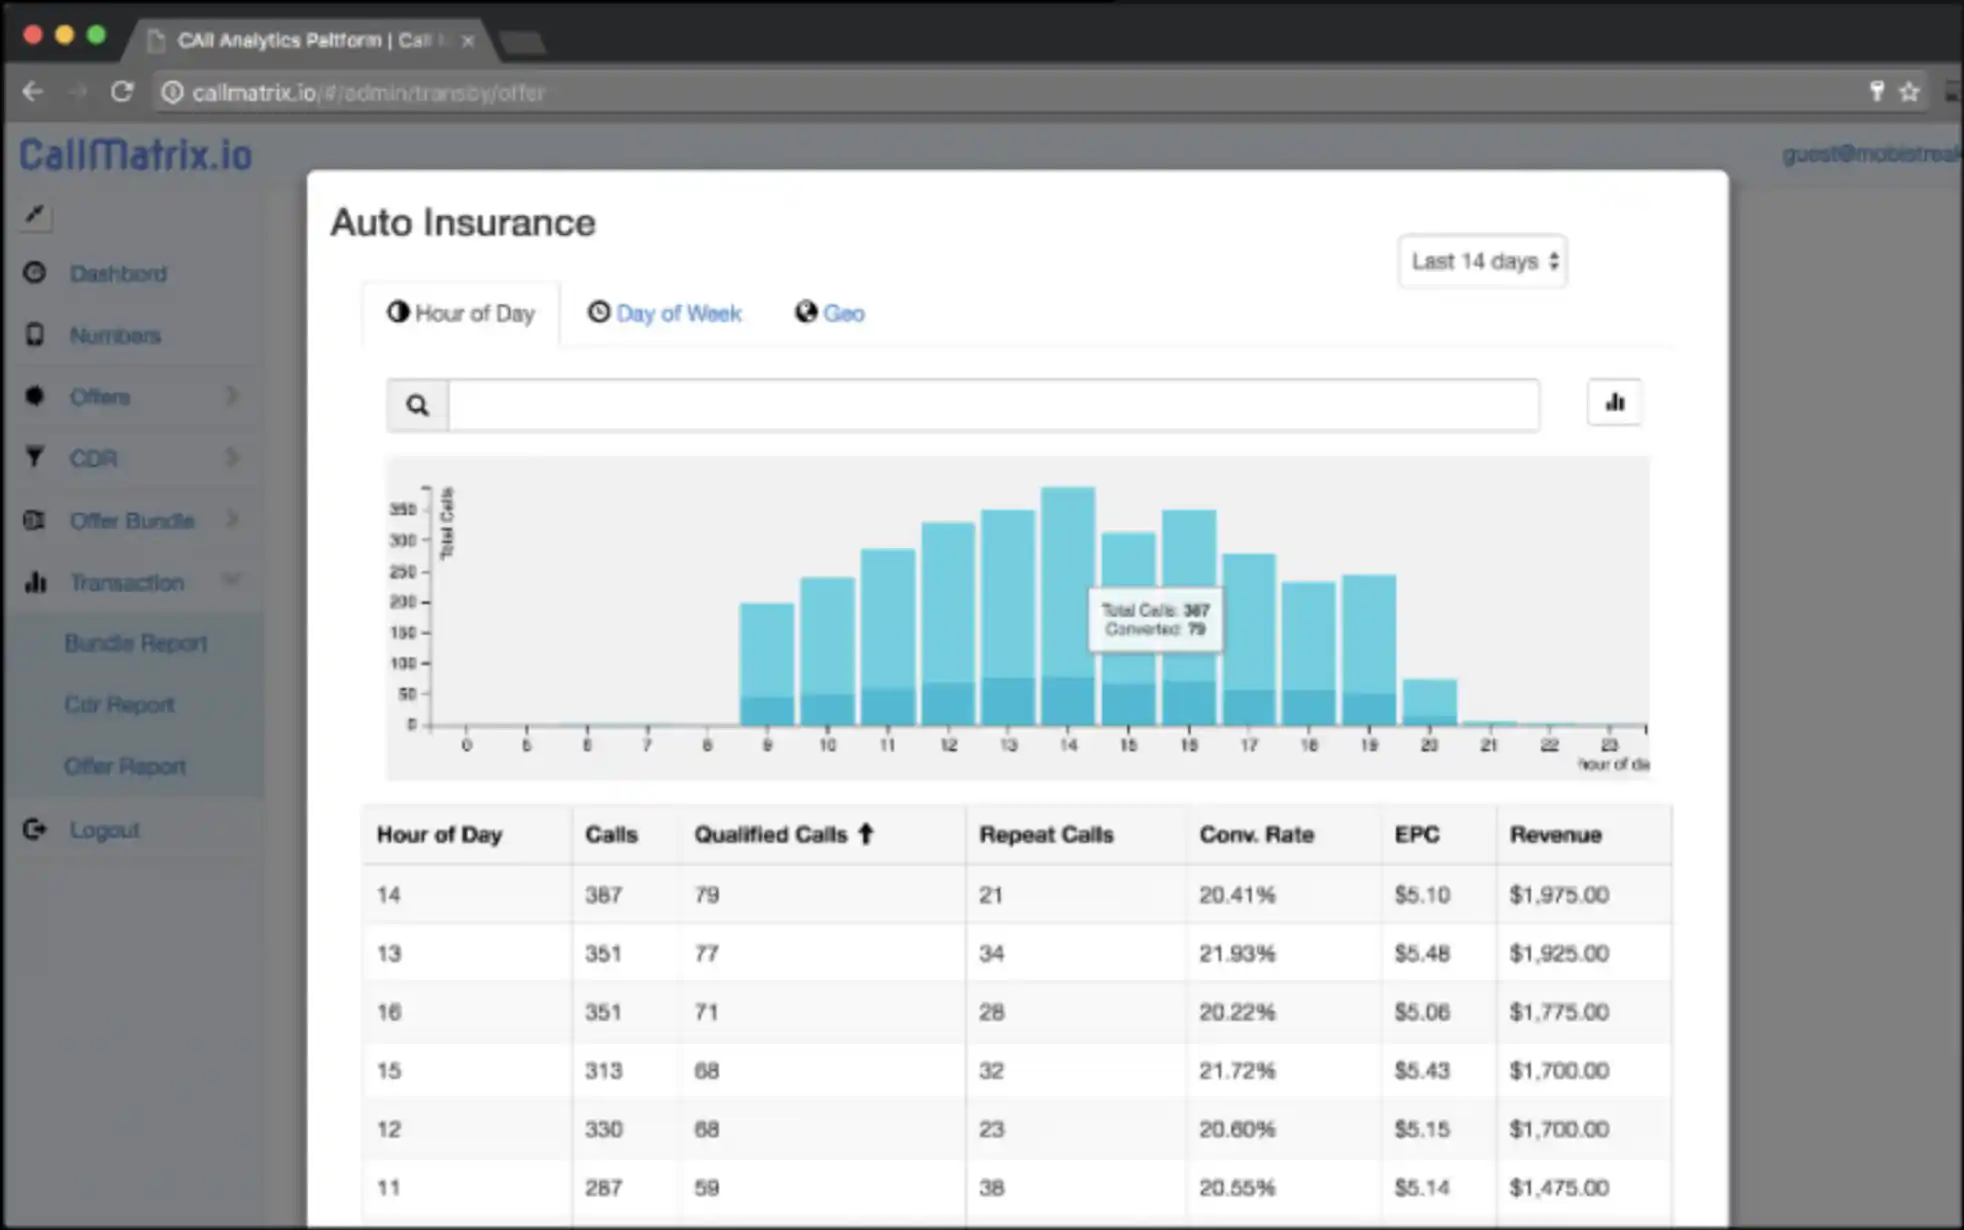 CAll Analytics Peltform | Call
callmatrix.io/#/admin/transby/offer
CallMatrix.io
guest@mobistreak
Auto Insurance
Last 14 days
Dashbord
Numbers
Offers
CDR
Offer Bundle
Transaction
Bundle Report
Cdr Report
Offer Report
Logout
Hour of Day
Day of Week
Geo
Total Calls
350
300
250
200
150
100
50
0
Total Calls: 387
Converted: 79
0 5 6 7 8 9 10 11 12 13 14 15 16 17 18 19 20 21 22 23
hour of da
Hour of Day Calls Qualified Calls Repeat Calls Conv. Rate EPC Revenue
14 387 79 21 20.41% $5.10 $1,975.00
13 351 77 34 21.93% $5.48 $1,925.00
16 351 71 28 20.22% $5.06 $1,775.00
15 313 68 32 21.72% $5.43 $1,700.00
12 330 68 23 20.60% $5.15 $1,700.00
11 287 59 38 20.55% $5.14 $1,475.00